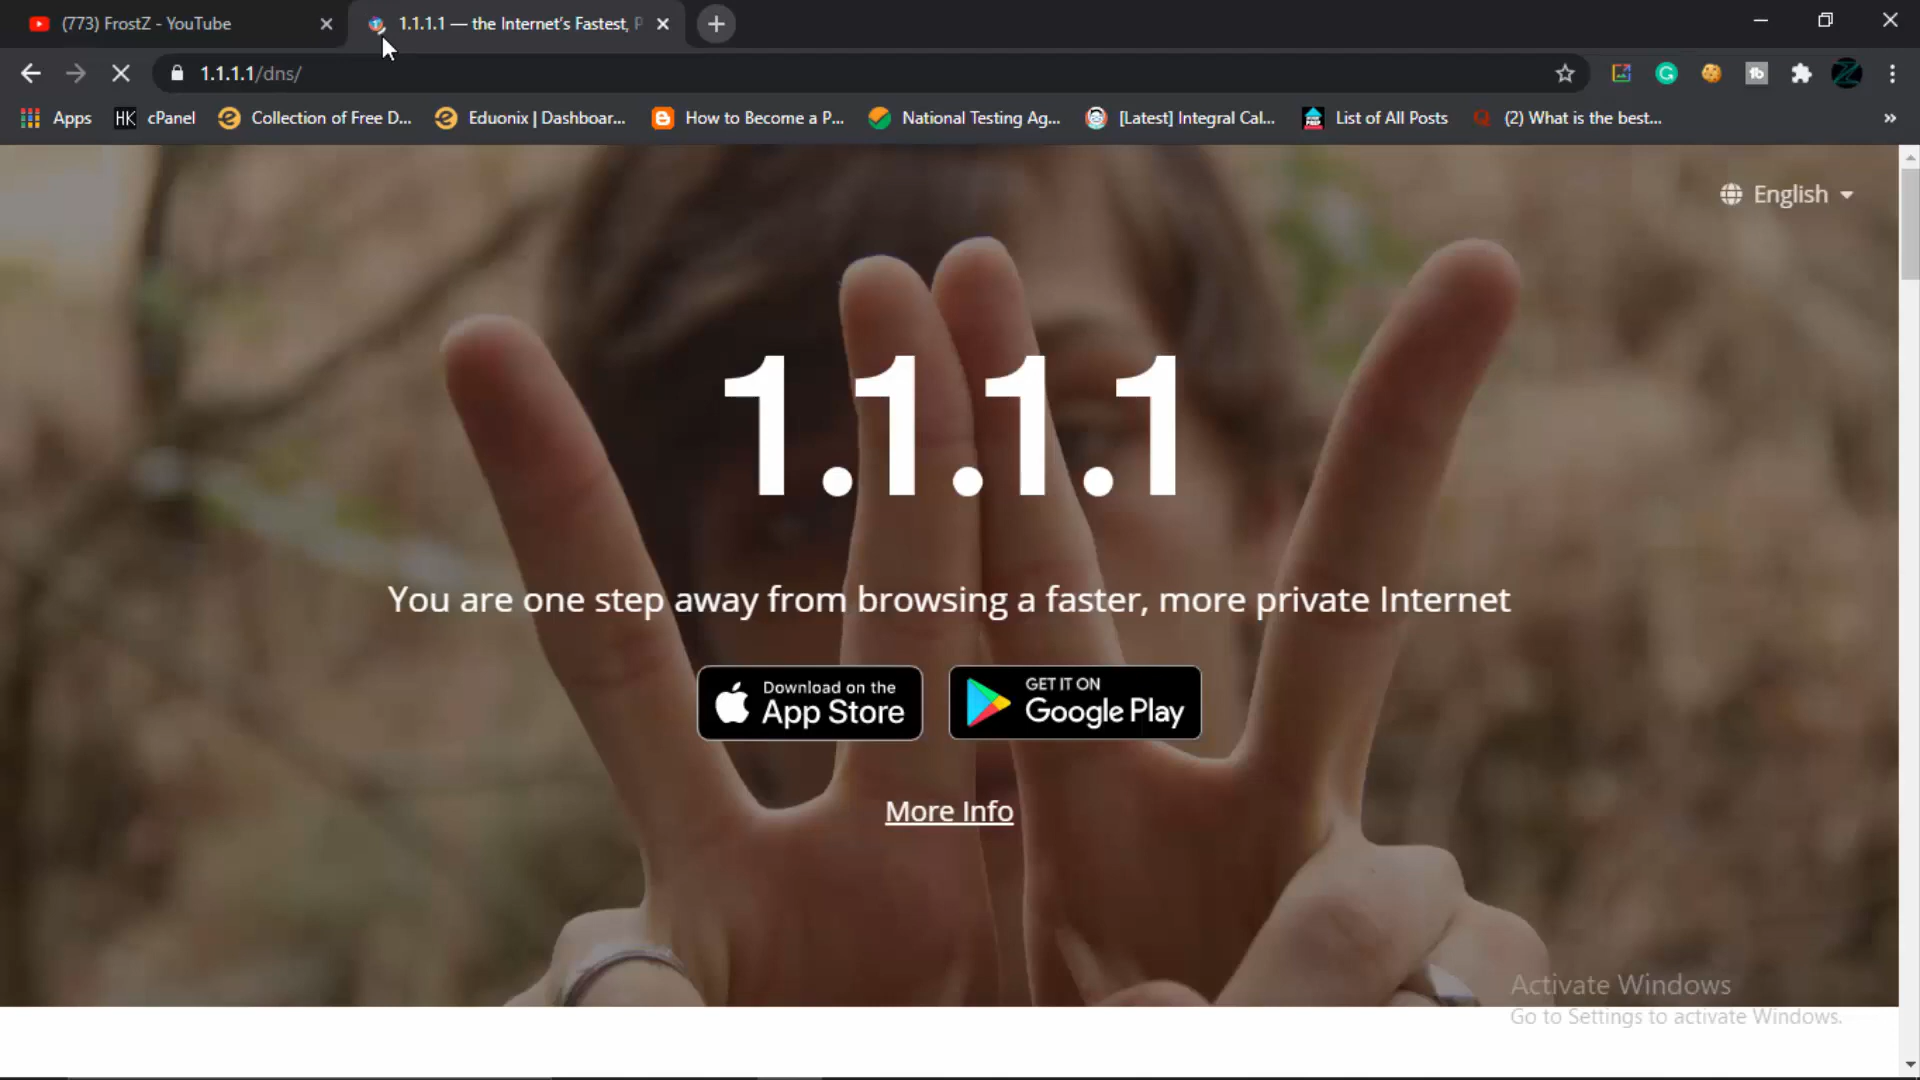 (773) FrostZ - YouTube
1.1.1.1 — the Internet's Fastest, P
1.1.1.1/dns/
Apps
HK cPanel
Collection of Free D...
Eduonix | Dashboar...
How to Become a P...
National Testing Ag...
[Latest] Integral Cal...
List of All Posts
(2) What is the best...
English
1.1.1.1
You are one step away from browsing a faster, more private Internet
Download on the
App Store
GET IT ON
Google Play
More Info
Activate Windows
Go to Settings to activate Windows.